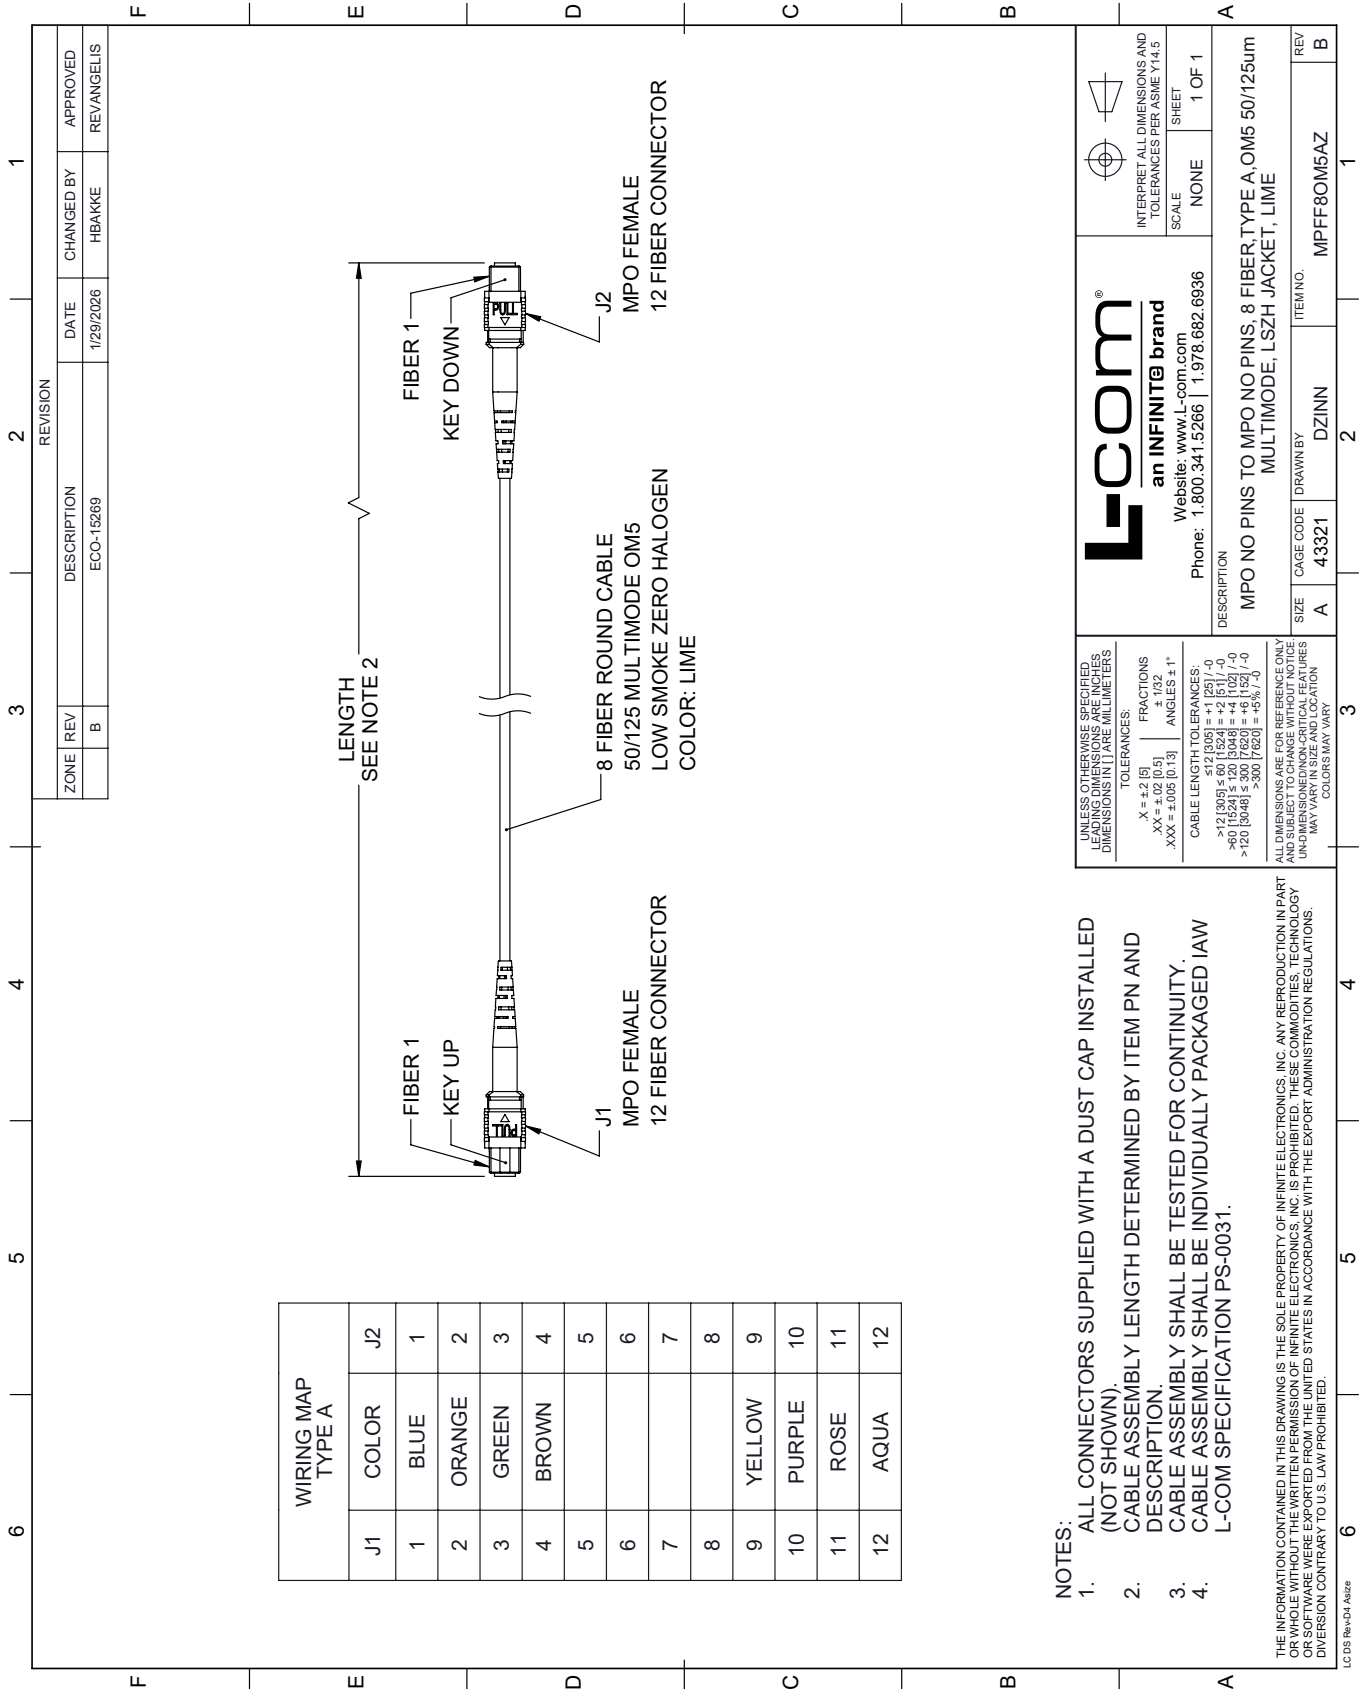 6
5
4
3
2
1
F
E
D
C
B
A
F
E
D
C
B
A
REVISION
ZONE REV DESCRIPTION DATE CHANGED BY APPROVED
B ECO-15269 1/29/2026 HBAKKE REVANGELIS
WIRING MAP
TYPE A
J1 COLOR J2
1 BLUE 1
2 ORANGE 2
3 GREEN 3
4 BROWN 4
5 5
6 6
7 7
8 8
9 YELLOW 9
10 PURPLE 10
11 ROSE 11
12 AQUA 12
LENGTH
SEE NOTE 2
FIBER 1
KEY UP
PULL
J1
MPO FEMALE
12 FIBER CONNECTOR
8 FIBER ROUND CABLE
50/125 MULTIMODE OM5
LOW SMOKE ZERO HALOGEN
COLOR: LIME
FIBER 1
KEY DOWN
PULL
J2
MPO FEMALE
12 FIBER CONNECTOR
NOTES:
1. ALL CONNECTORS SUPPLIED WITH A DUST CAP INSTALLED
(NOT SHOWN).
2. CABLE ASSEMBLY LENGTH DETERMINED BY ITEM PN AND
DESCRIPTION.
3. CABLE ASSEMBLY SHALL BE TESTED FOR CONTINUITY.
4. CABLE ASSEMBLY SHALL BE INDIVIDUALLY PACKAGED IAW
L-COM SPECIFICATION PS-0031.
THE INFORMATION CONTAINED IN THIS DRAWING IS THE SOLE PROPERTY OF INFINITE ELECTRONICS, INC. ANY REPRODUCTION IN PART
OR WHOLE WITHOUT THE WRITTEN PERMISSION OF INFINITE ELECTRONICS, INC. IS PROHIBITED. THESE COMMODITIES, TECHNOLOGY
OR SOFTWARE WERE EXPORTED FROM THE UNITED STATES IN ACCORDANCE WITH THE EXPORT ADMINISTRATION REGULATIONS.
DIVERSION CONTRARY TO U.S. LAW PROHIBITED.
UNLESS OTHERWISE SPECIFIED
LEADING DIMENSIONS ARE INCHES
DIMENSIONS IN [ ] ARE MILLIMETERS
TOLERANCES:
.X = ±.2 [5] FRACTIONS
.XX = ±.02 [0.5] ± 1/32
.XXX = ±.005 [0.13] ANGLES ± 1°
CABLE LENGTH TOLERANCES:
≤12 [305] = +1 [25] / -0
>12 [305] ≤ 60 [1524] = +2 [51] / -0
>60 [1524] ≤ 120 [3048] = +4 [102] / -0
>120 [3048] ≤ 300 [7620] = +6 [152] / -0
>300 [7620] = +5% / -0
ALL DIMENSIONS ARE FOR REFERENCE ONLY
AND SUBJECT TO CHANGE WITHOUT NOTICE.
UN-DIMENSIONED/NON-CRITICAL FEATURES
MAY VARY IN SIZE AND LOCATION
COLORS MAY VARY
L-com®
an INFINIT@ brand
Website: www.L-com.com
Phone: 1.800.341.5266 | 1.978.682.6936
INTERPRET ALL DIMENSIONS AND
TOLERANCES PER ASME Y14.5
SCALE NONE
SHEET 1 OF 1
DESCRIPTION
MPO NO PINS TO MPO NO PINS, 8 FIBER,TYPE A,OM5 50/125um
MULTIMODE, LSZH JACKET, LIME
SIZE A
CAGE CODE 43321
DRAWN BY DZINN
ITEM NO. MPFF8OM5AZ
REV B
LC DS Rev-D4 Asize
6
5
4
3
2
1